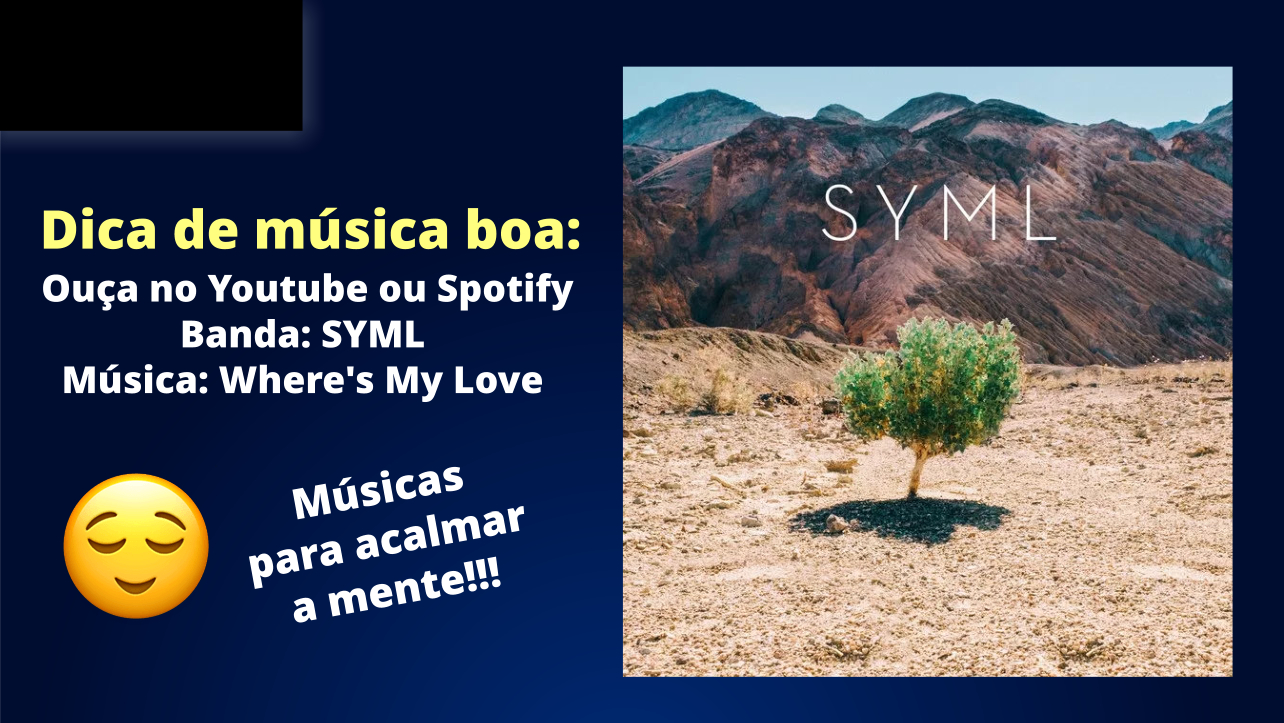 Dica de música boa:
Ouça no Youtube ou Spotify
Banda: SYML
Música: Where's My Love
Músicas
para acalmar
a mente!!!
SYML